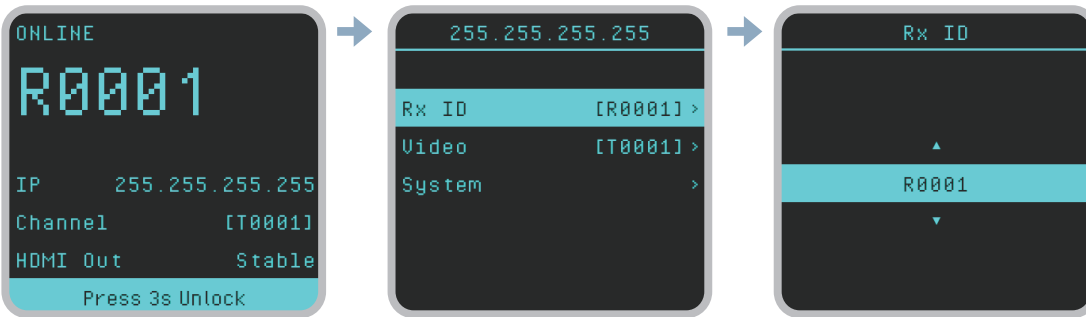 ONLINE
R0001
IP 255.255.255.255
Channel [T0001]
HDMI Out Stable
Press 3s Unlock
255.255.255.255
Rx ID [R0001] >
Video [T0001] >
System >
Rx ID
▲
R0001
▼